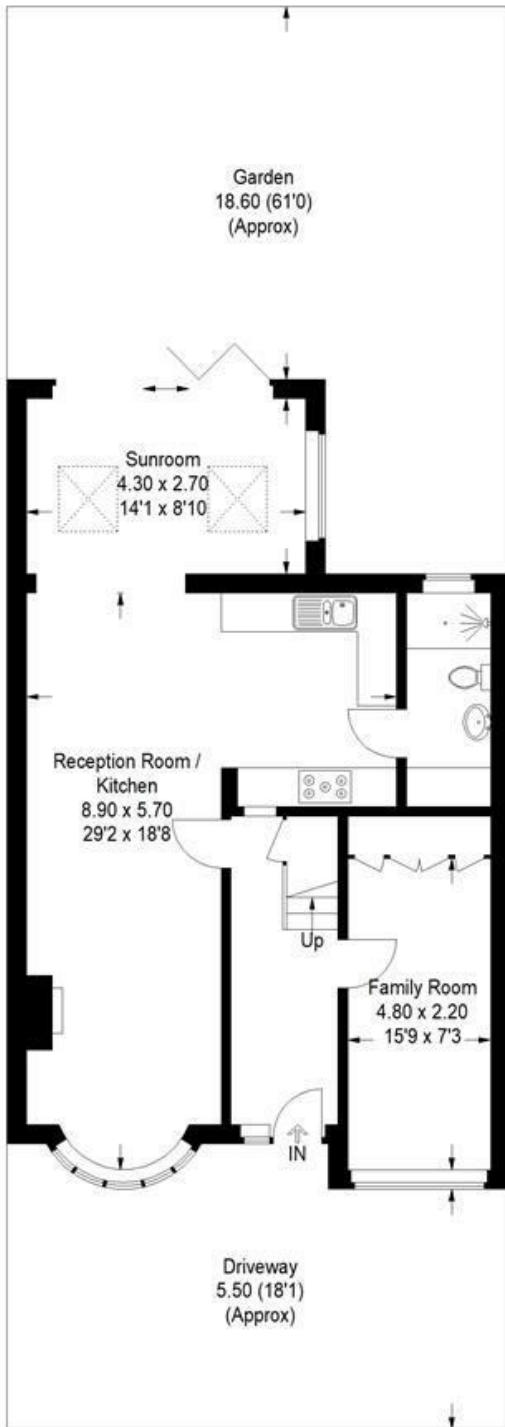 Garden
18.60 (61'0)
(Approx)
Sunroom
4.30 x 2.70
14'1 x 8'10
Reception Room /
Kitchen
8.90 x 5.70
29'2 x 18'8
Up
Family Room
4.80 x 2.20
15'9 x 7'3
IN
Driveway
5.50 (18'1)
(Approx)